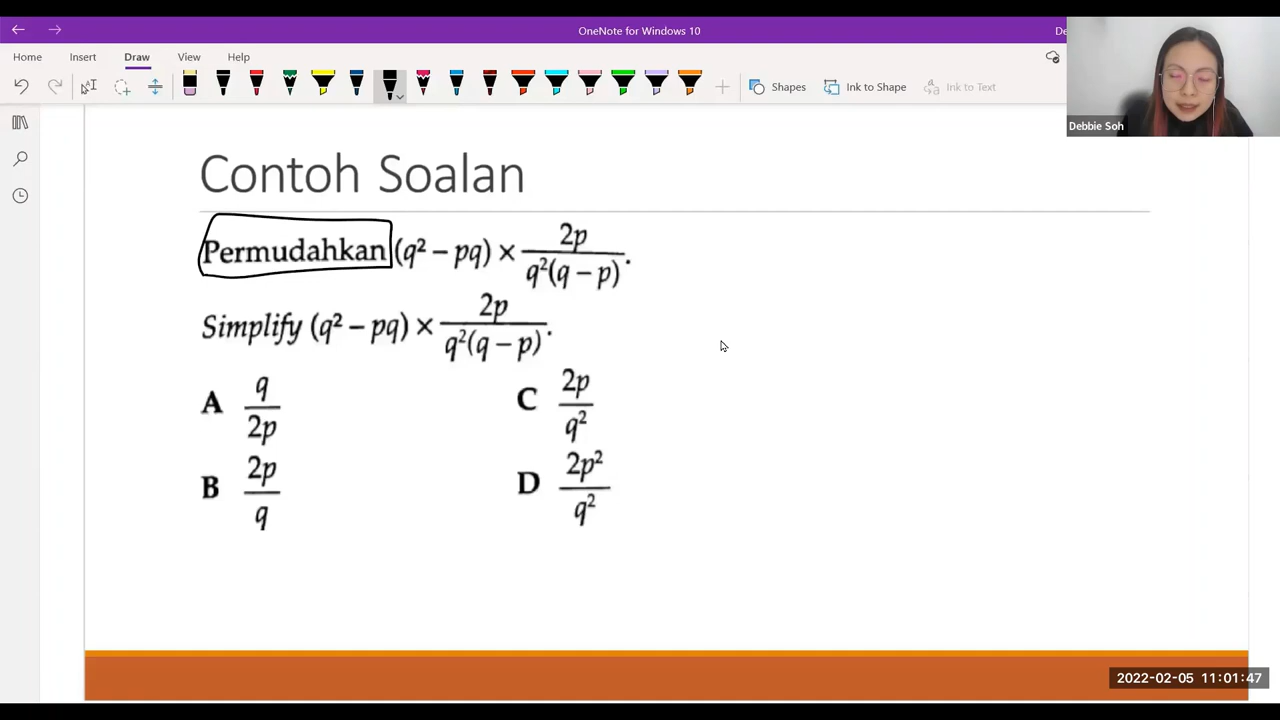 OneNote for Windows 10
De
Home Insert Draw View Help
Shapes Ink to Shape Ink to Text
Debbie Soh
Contoh Soalan
Permudahkan (q² – pq) × 2p / q²(q – p).
Simplify (q² – pq) × 2p / q²(q – p).
A q / 2p
B 2p / q
C 2p / q²
D 2p² / q²
2022-02-05 11:01:47